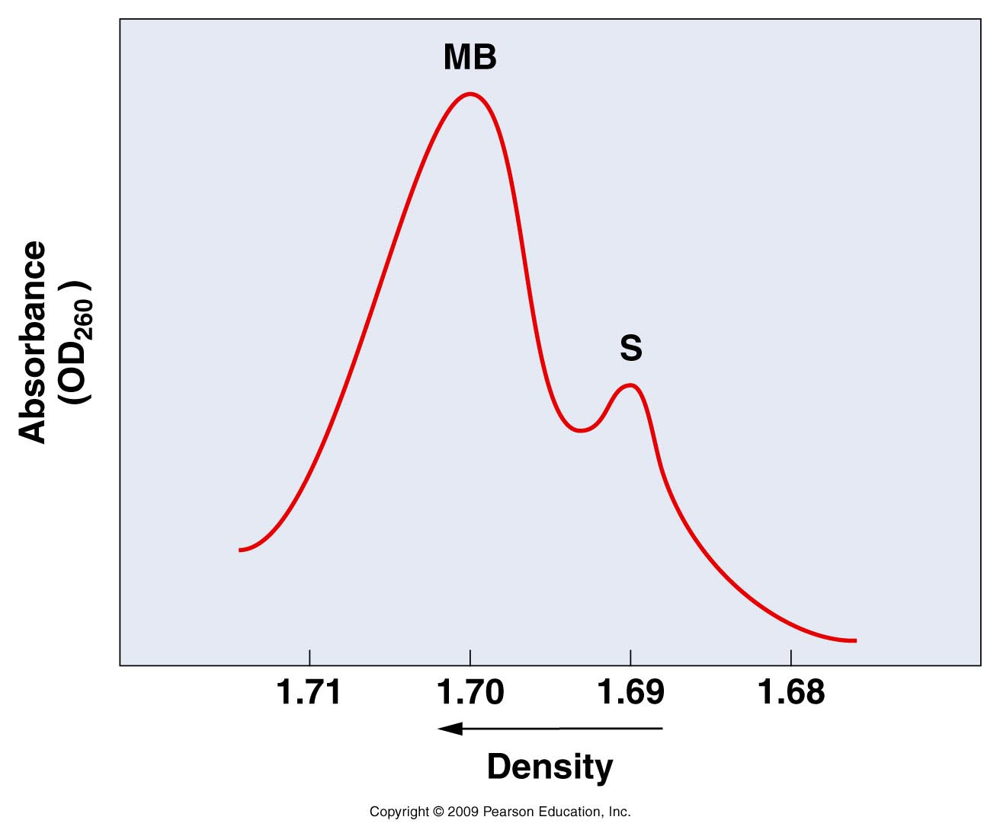 MB
S
Absorbance
(OD260)
1.71 1.70 1.69 1.68
Density
Copyright © 2009 Pearson Education, Inc.